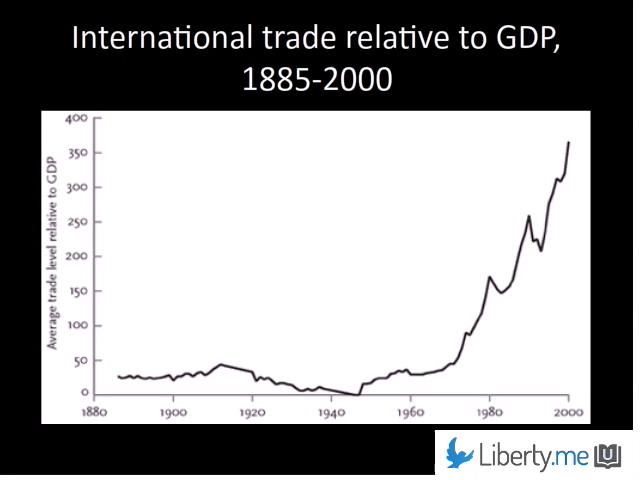 International trade relative to GDP,
1885-2000
Average trade level relative to GDP
400
350
300
250
200
150
100
50
0
1880 1900 1920 1940 1960 1980 2000
Liberty.me U